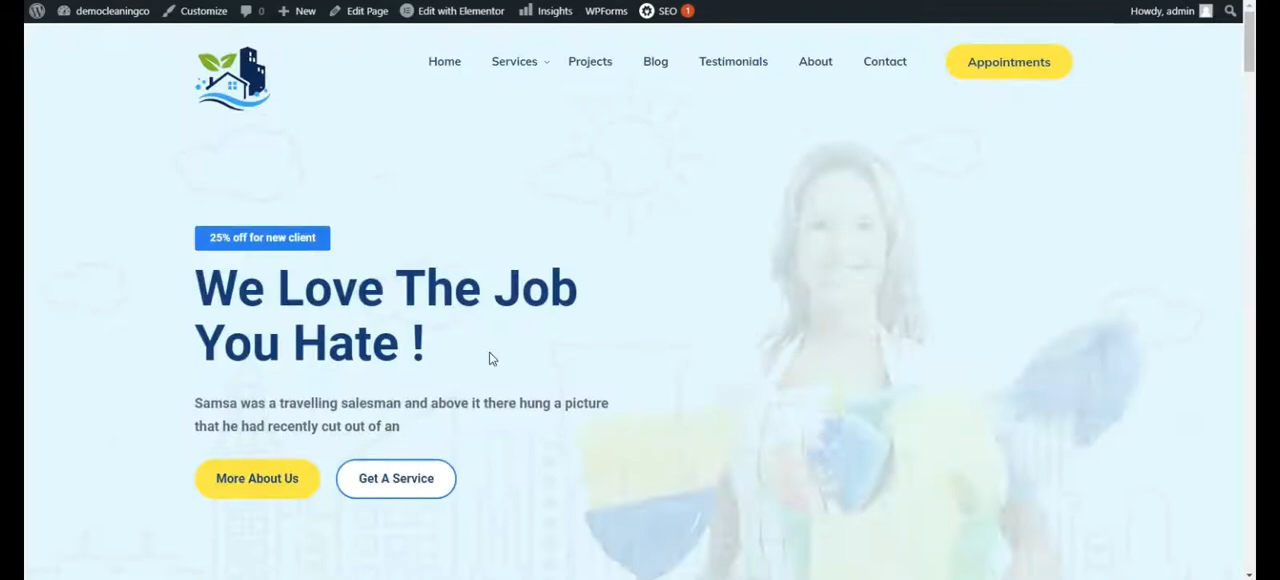 democleaningco Customize 0 New Edit Page Edit with Elementor Insights WPForms SEO 1 Howdy, admin
Home Services Projects Blog Testimonials About Contact Appointments
25% off for new client
We Love The Job
You Hate !
Samsa was a travelling salesman and above it there hung a picture
that he had recently cut out of an
More About Us Get A Service